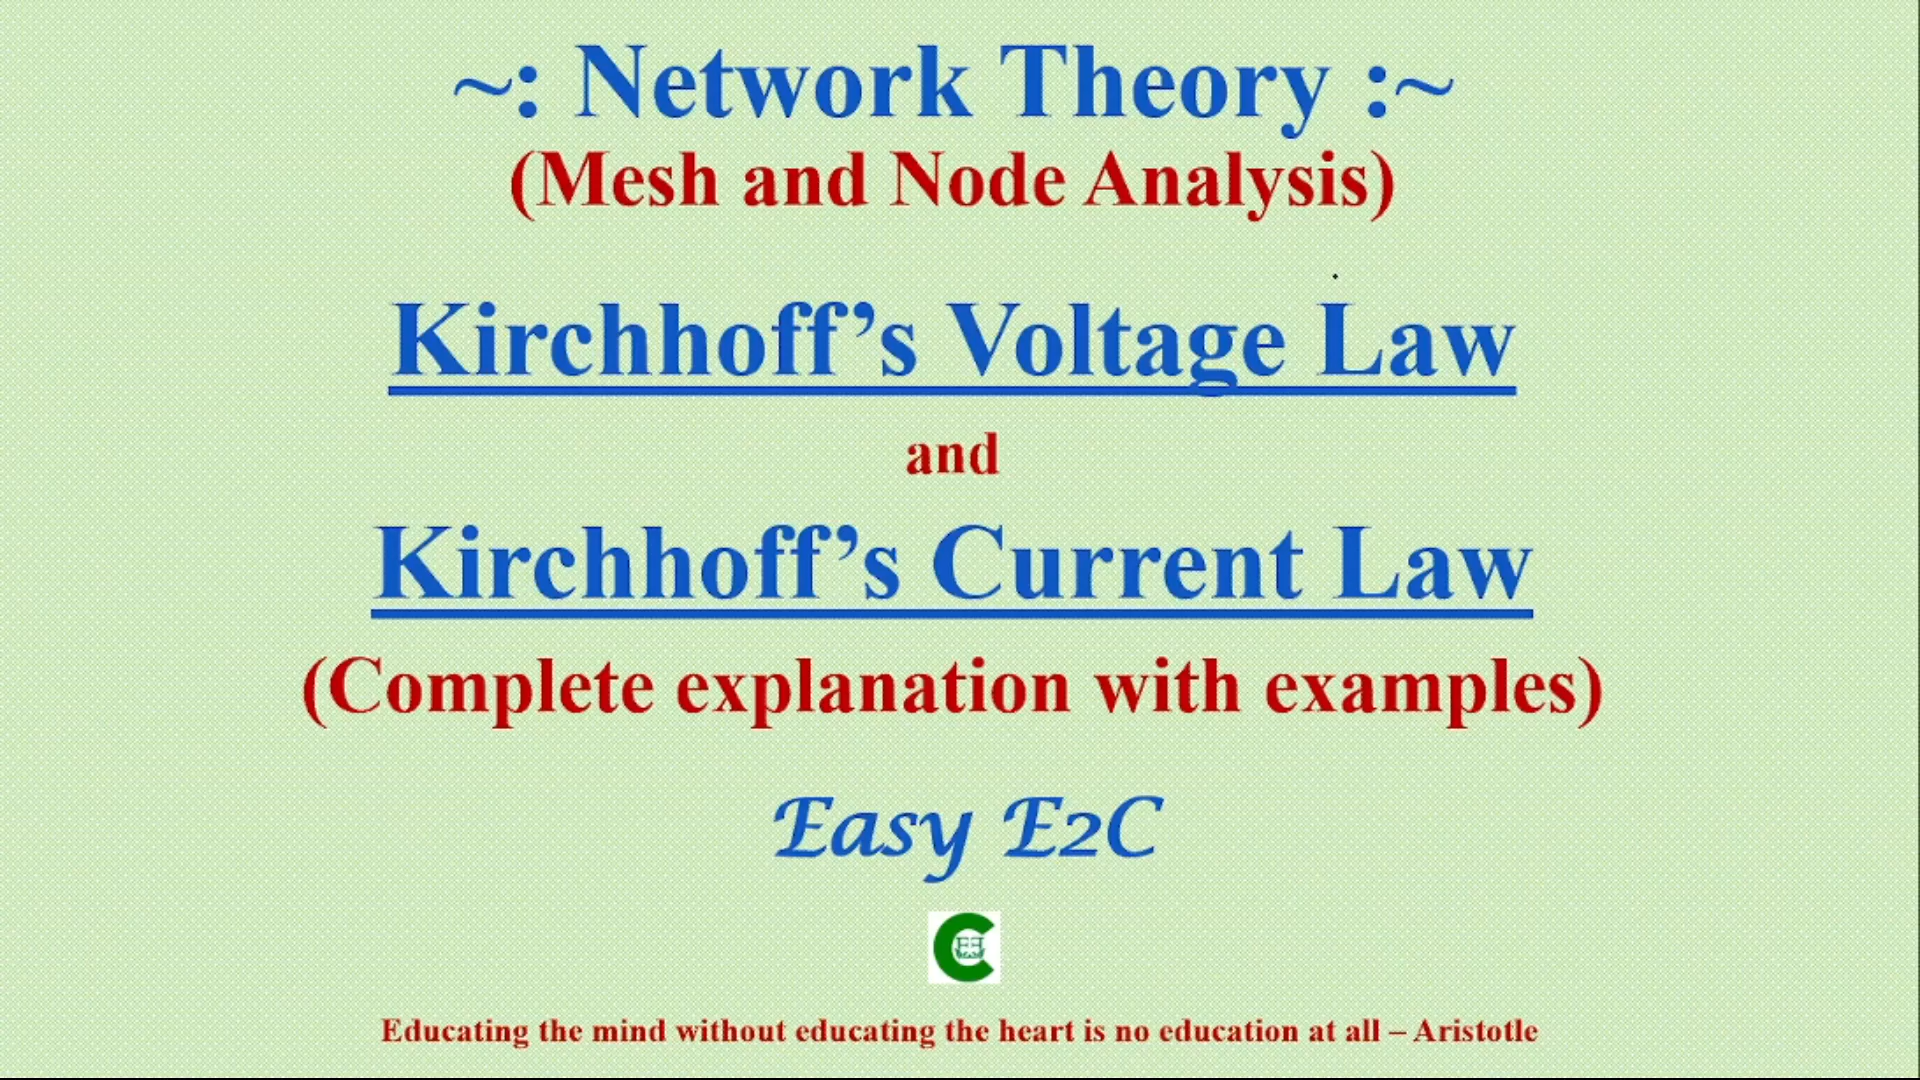 ~: Network Theory :~
(Mesh and Node Analysis)
Kirchhoff’s Voltage Law
and
Kirchhoff’s Current Law
(Complete explanation with examples)
Easy E2C
Educating the mind without educating the heart is no education at all – Aristotle